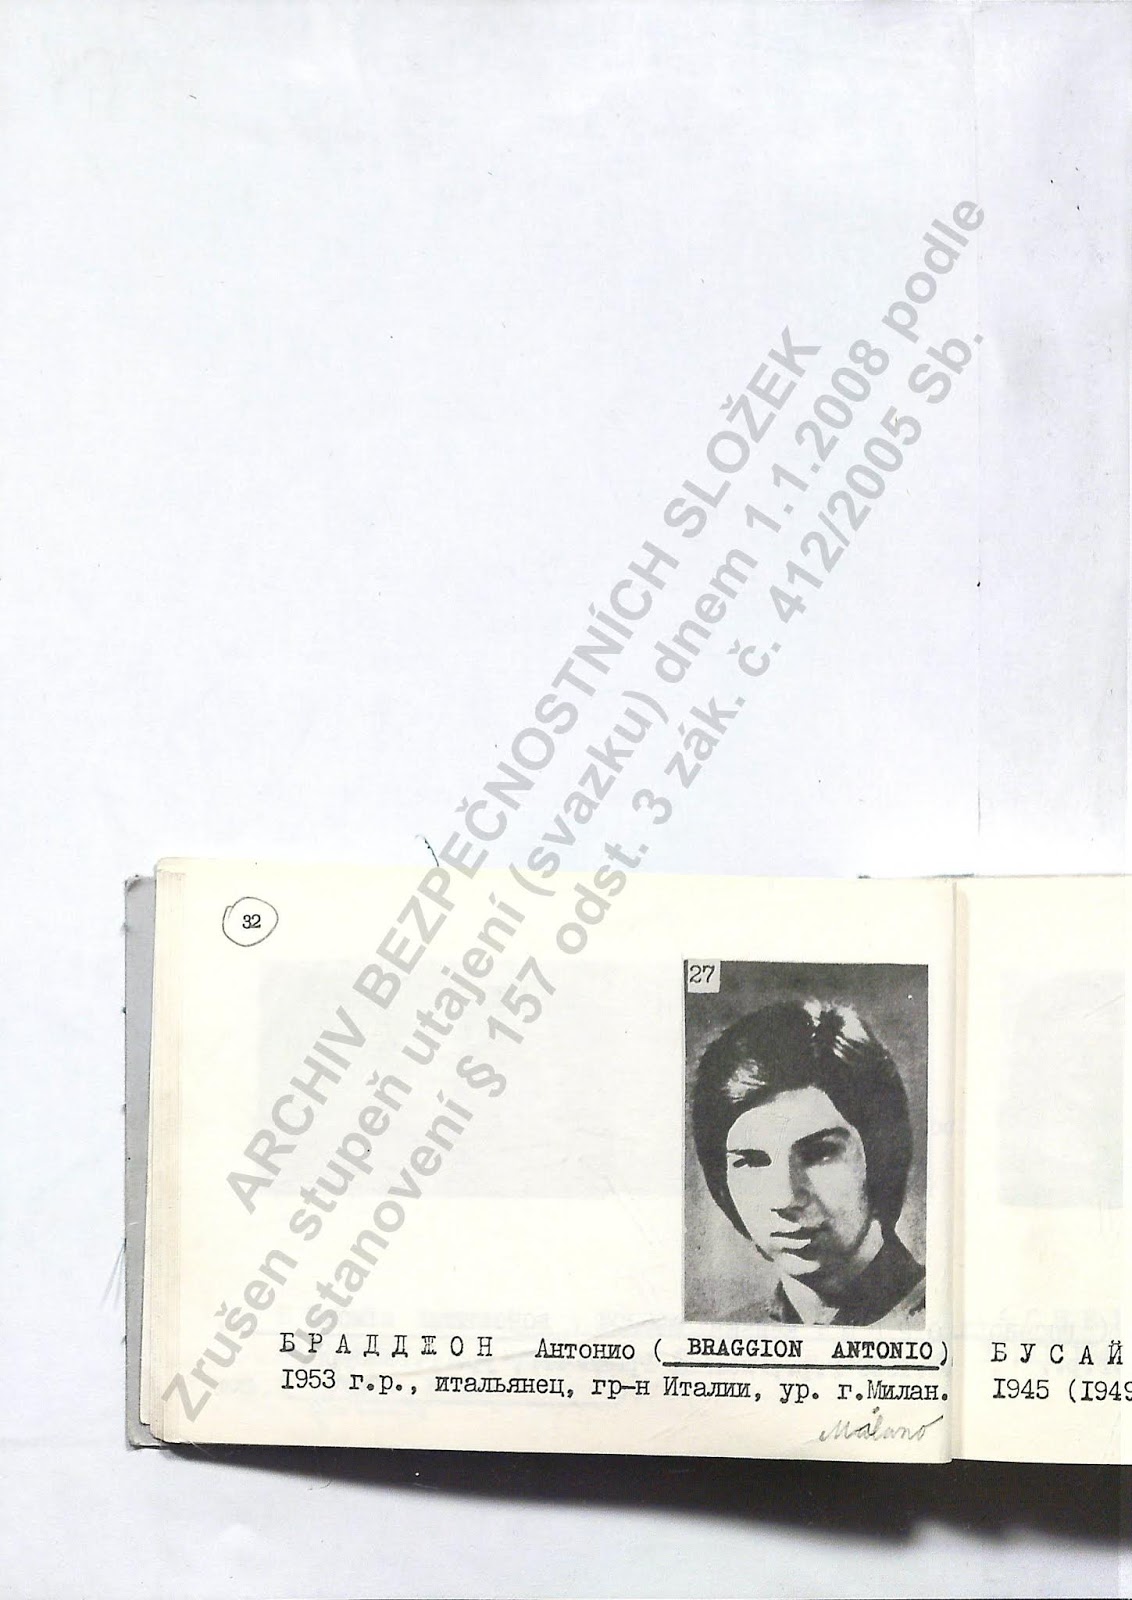 ARCHIV BEZPEČNOSTNÍCH SLOŽEK
Zrušen stupeň utajení (svazku) dnem 1.1.2008 podle
ustanovení § 157 odst. 3 zák. č. 412/2005 Sb.
32
27
БРАДДЖОН Антонио (BRAGGION ANTONIO)
1953 г.р., итальянец, гр-н Италии, ур. г.Милан.
Milano
БУСАЙ
1945 (1949